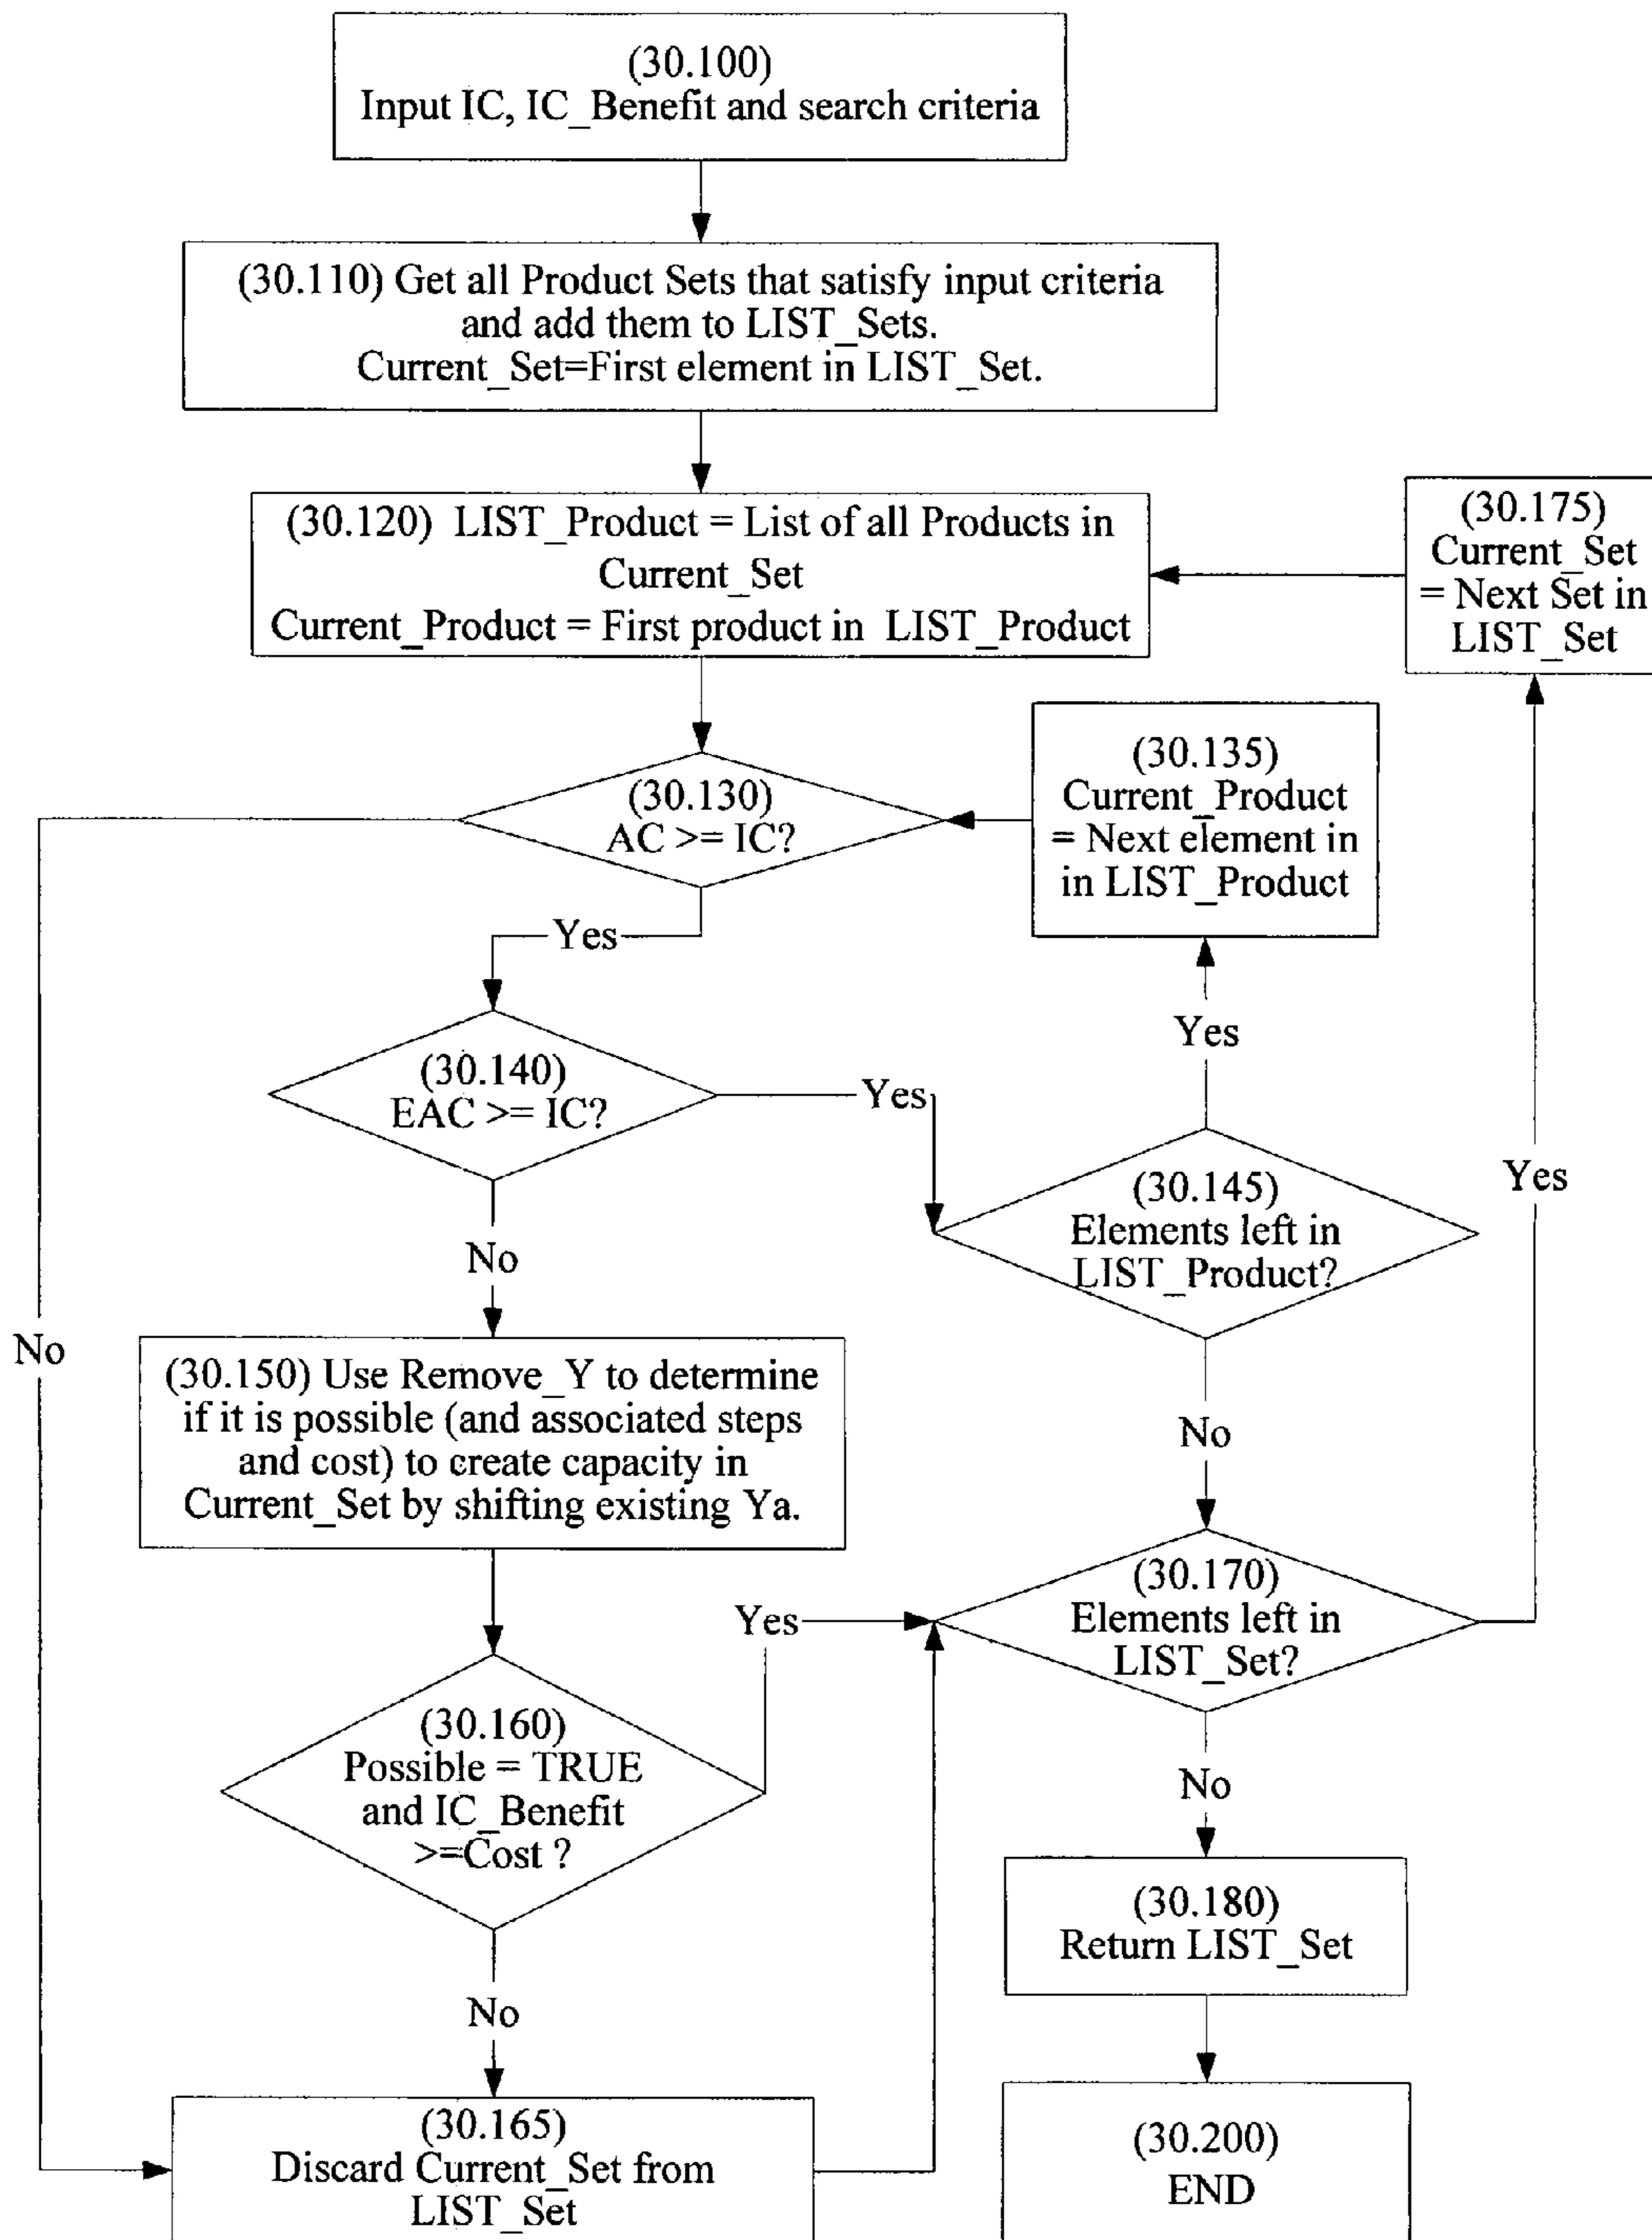 (30.100)
Input IC, IC_Benefit and search criteria
(30.110) Get all Product Sets that satisfy input criteria
and add them to LIST_Sets.
Current_Set=First element in LIST_Set.
(30.120) LIST_Product = List of all Products in
Current_Set
Current_Product = First product in LIST_Product
(30.175)
Current_Set
= Next Set in
LIST_Set
(30.130)
AC >= IC?
(30.135)
Current_Product
= Next element in
in LIST_Product
Yes
(30.140)
EAC >= IC?
Yes
Yes
(30.145)
Elements left in
LIST_Product?
Yes
No
No
(30.150) Use Remove_Y to determine
if it is possible (and associated steps
and cost) to create capacity in
Current_Set by shifting existing Ya.
No
(30.160)
Possible = TRUE
and IC_Benefit
>=Cost ?
Yes
(30.170)
Elements left in
LIST_Set?
No
(30.180)
Return LIST_Set
No
(30.165)
Discard Current_Set from
LIST_Set
(30.200)
END